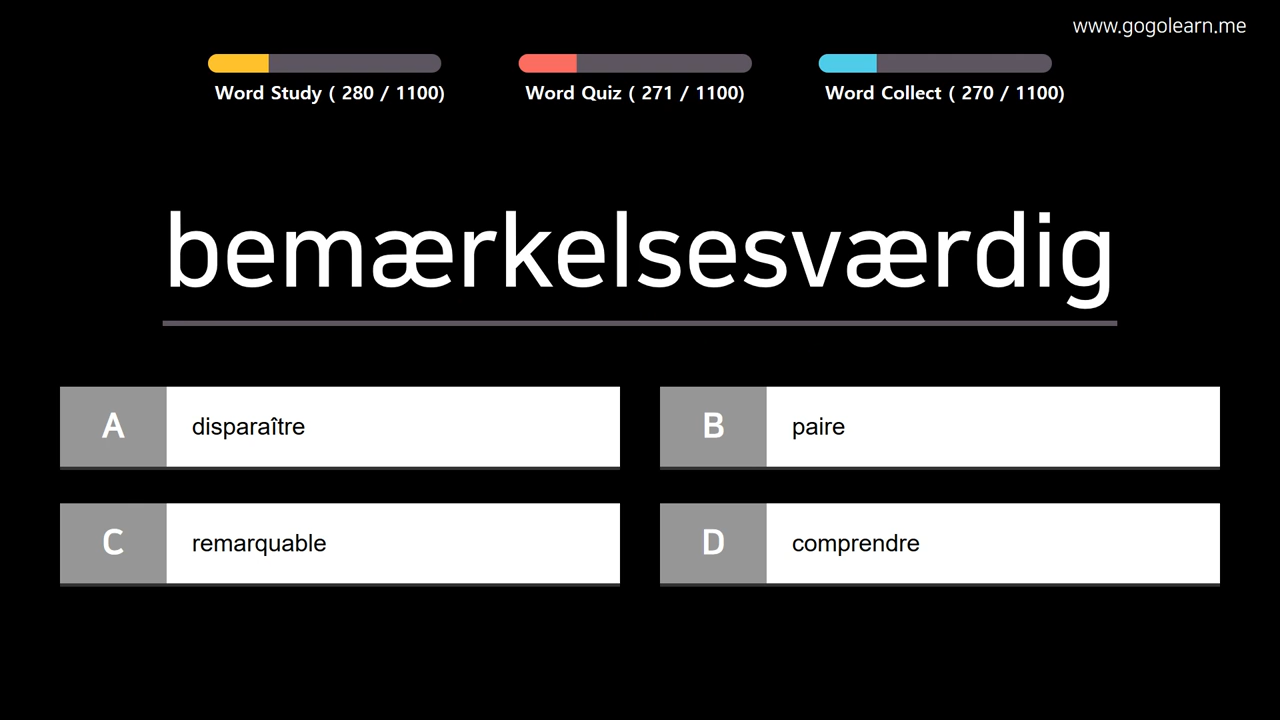 www.gogolearn.me
Word Study ( 280 / 1100)
Word Quiz ( 271 / 1100)
Word Collect ( 270 / 1100)
bemærkelsesværdig
A disparaître
B paire
C remarquable
D comprendre